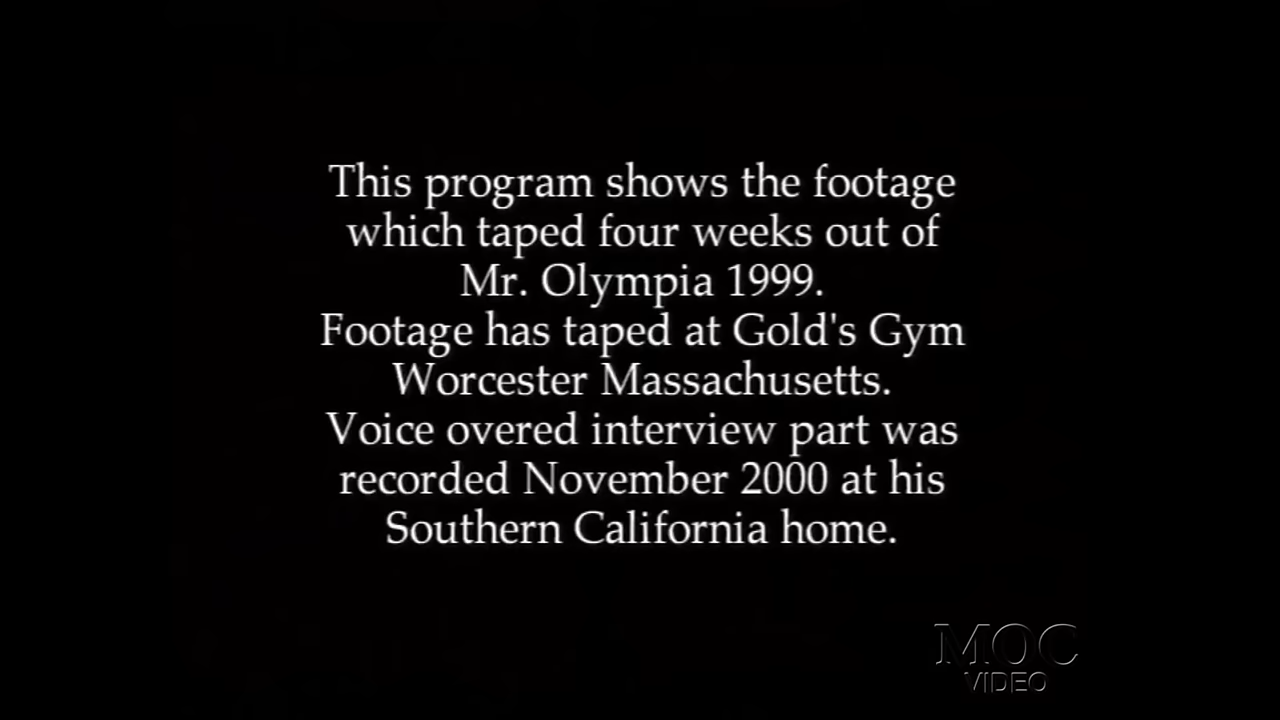 This program shows the footage
which taped four weeks out of
Mr. Olympia 1999.
Footage has taped at Gold's Gym
Worcester Massachusetts.
Voice overed interview part was
recorded November 2000 at his
Southern California home.
MOC
VIDEO